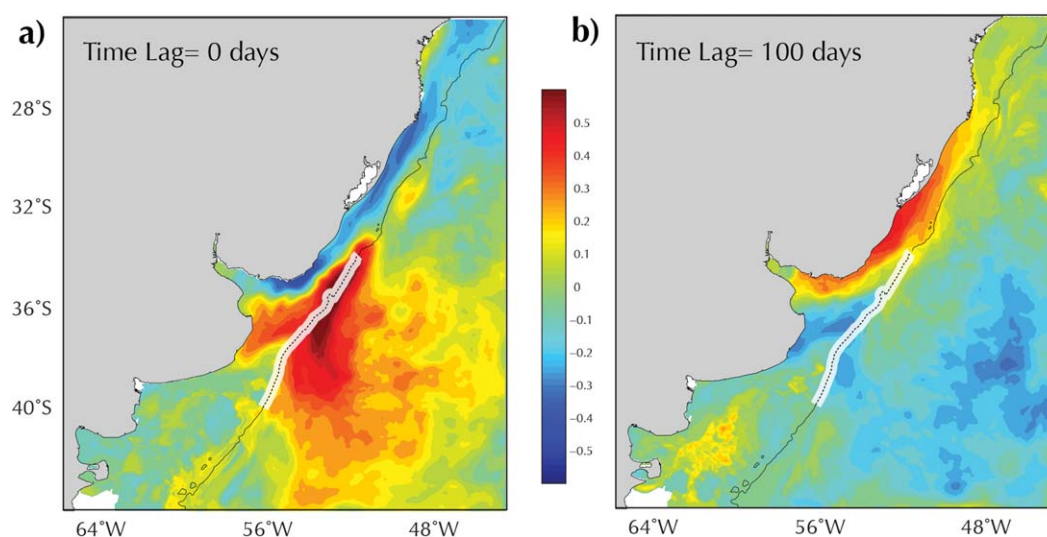 a)
Time Lag= 0 days
28°S
32°S
36°S
40°S
64°W
56°W
48°W
0.5
0.4
0.3
0.2
0.1
0
−0.1
−0.2
−0.3
−0.4
−0.5
b)
Time Lag= 100 days
64°W
56°W
48°W